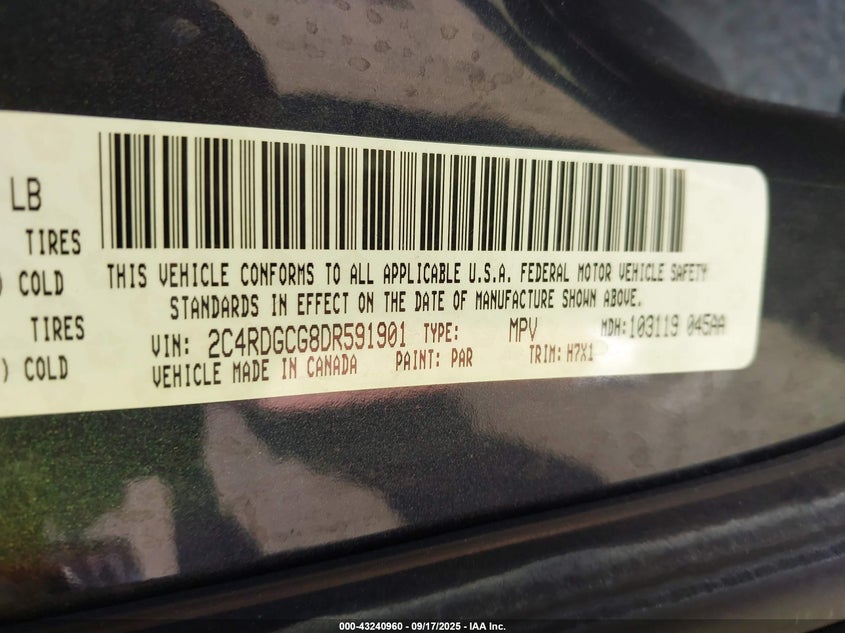 LB
TIRES
) COLD
TIRES
) COLD
THIS VEHICLE CONFORMS TO ALL APPLICABLE U.S.A. FEDERAL MOTOR VEHICLE SAFETY
STANDARDS IN EFFECT ON THE DATE OF MANUFACTURE SHOWN ABOVE.
VIN: 2C4RDGCG8DR591901 TYPE: MPV MDH:103119 045AA
VEHICLE MADE IN CANADA PAINT: PAR TRIM: H7X1
000-43240960 - 09/17/2025 - IAA Inc.